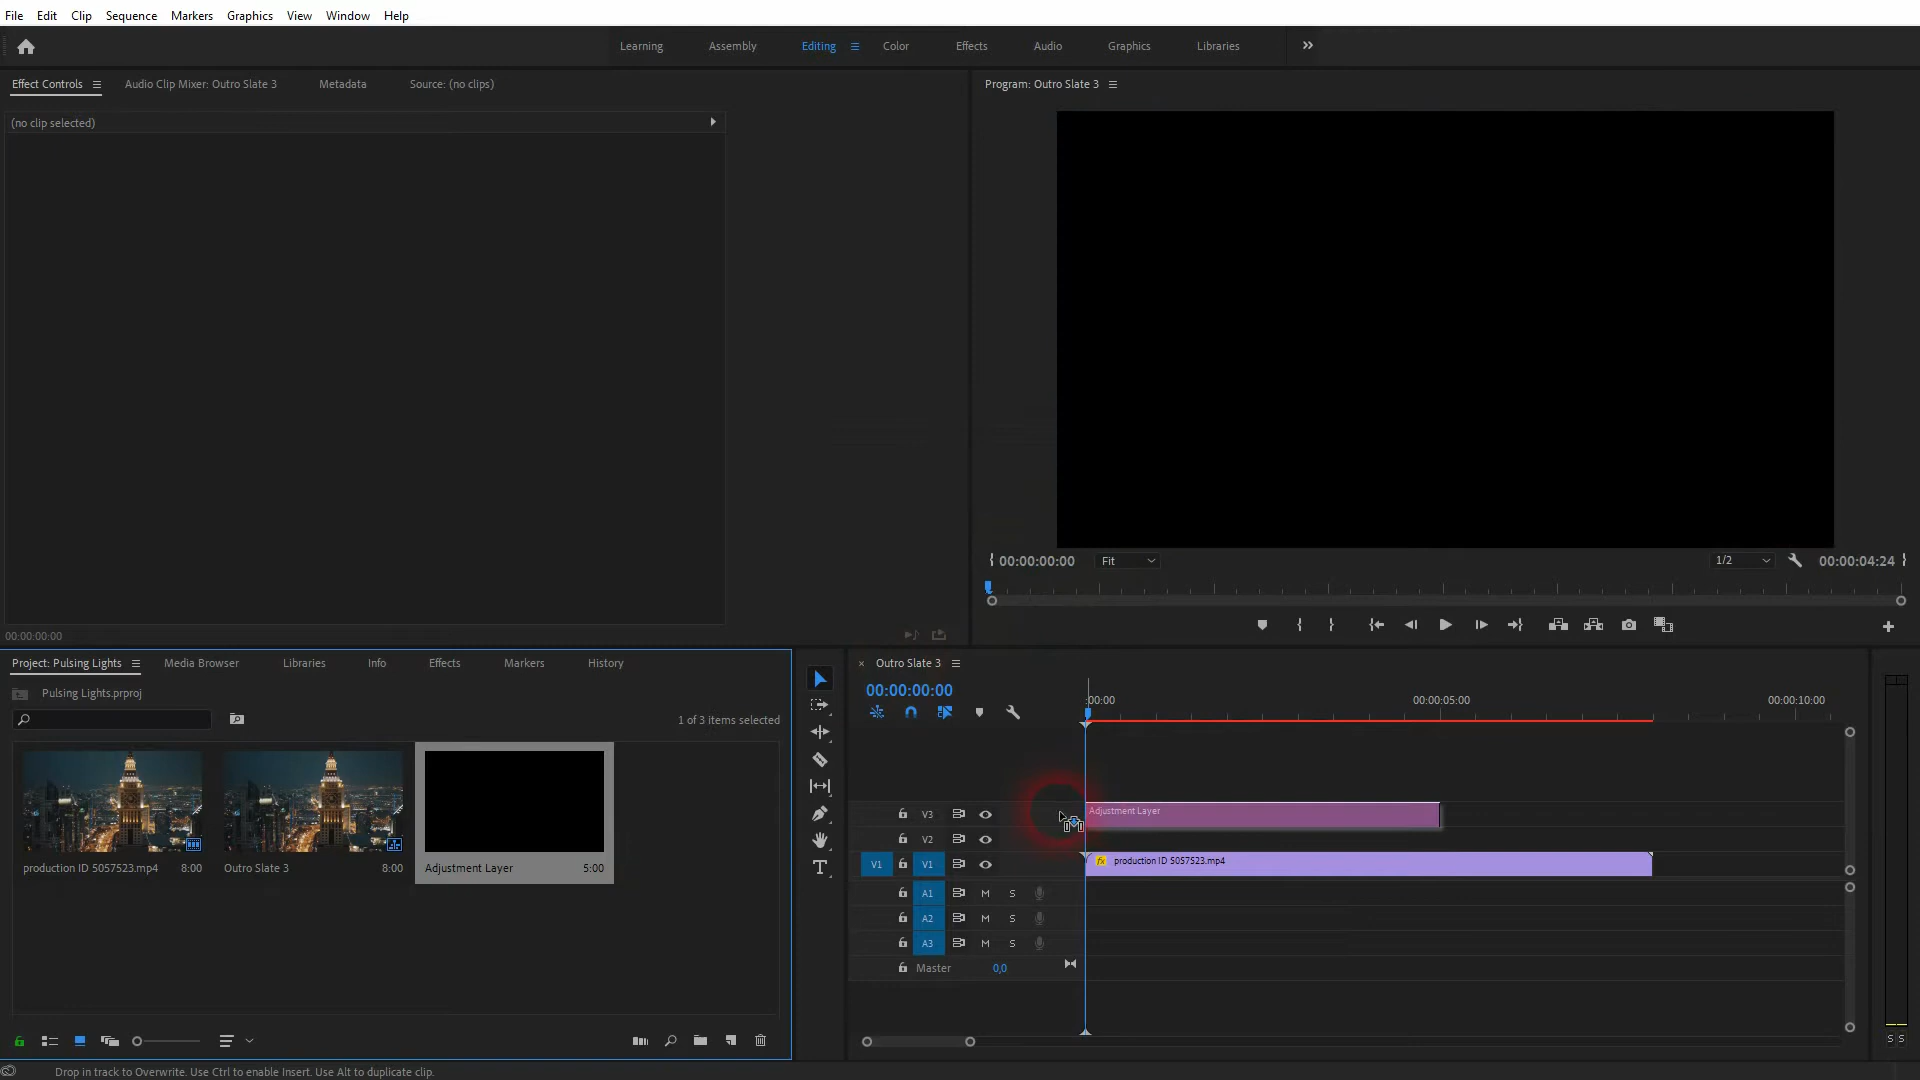 File Edit Clip Sequence Markers Graphics View Window Help
Learning Assembly Editing Color Effects Audio Graphics Libraries
Effect Controls Audio Clip Mixer: Outro Slate 3 Metadata Source: (no clips)
(no clip selected)
00:00:00:00
Program: Outro Slate 3
00:00:00:00 Fit 1/2 00:00:04:24
Project: Pulsing Lights Media Browser Libraries Info Effects Markers History
Pulsing Lights.prproj
1 of 3 items selected
production ID 5057523.mp4 8:00
Outro Slate 3 8:00
Adjustment Layer 5:00
Outro Slate 3
00:00:00:00
:00:00 00:00:05:00 00:00:10:00
V3 Adjustment Layer
V2
V1 V1 fx production ID 5057523.mp4
A1 M S
A2 M S
A3 M S
Master 0,0
S S
Drop in track to Overwrite. Use Ctrl to enable Insert. Use Alt to duplicate clip.